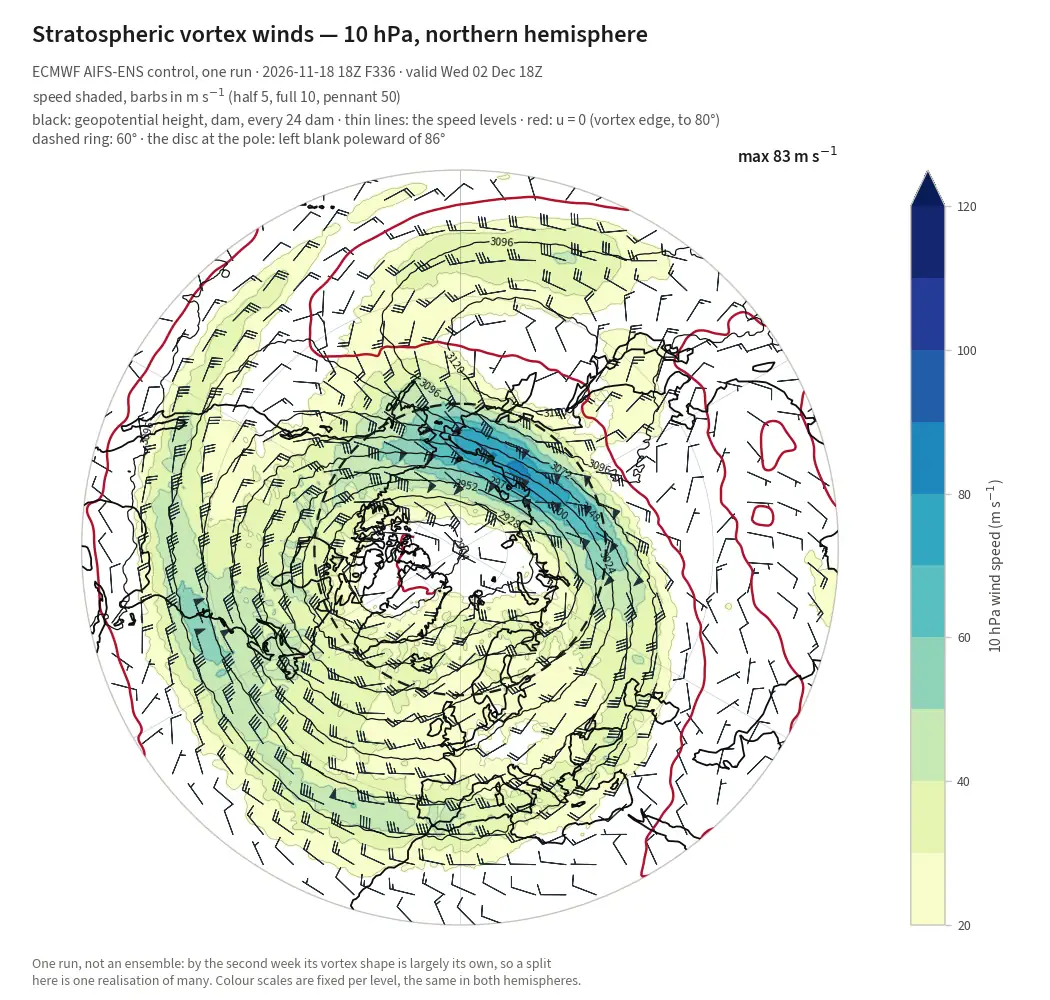 Stratospheric vortex winds — 10 hPa, northern hemisphere
ECMWF AIFS-ENS control, one run · 2026-11-18 18Z F336 · valid Wed 02 Dec 18Z
speed shaded, barbs in m s⁻¹ (half 5, full 10, pennant 50)
black: geopotential height, dam, every 24 dam · thin lines: the speed levels · red: u = 0 (vortex edge, to 80°)
dashed ring: 60° · the disc at the pole: left blank poleward of 86°
max 83 m s⁻¹
120
100
80
60
40
20
10 hPa wind speed (m s⁻¹)
3096
3120
3096
3072
3096
2952
2928
One run, not an ensemble: by the second week its vortex shape is largely its own, so a split
here is one realisation of many. Colour scales are fixed per level, the same in both hemispheres.